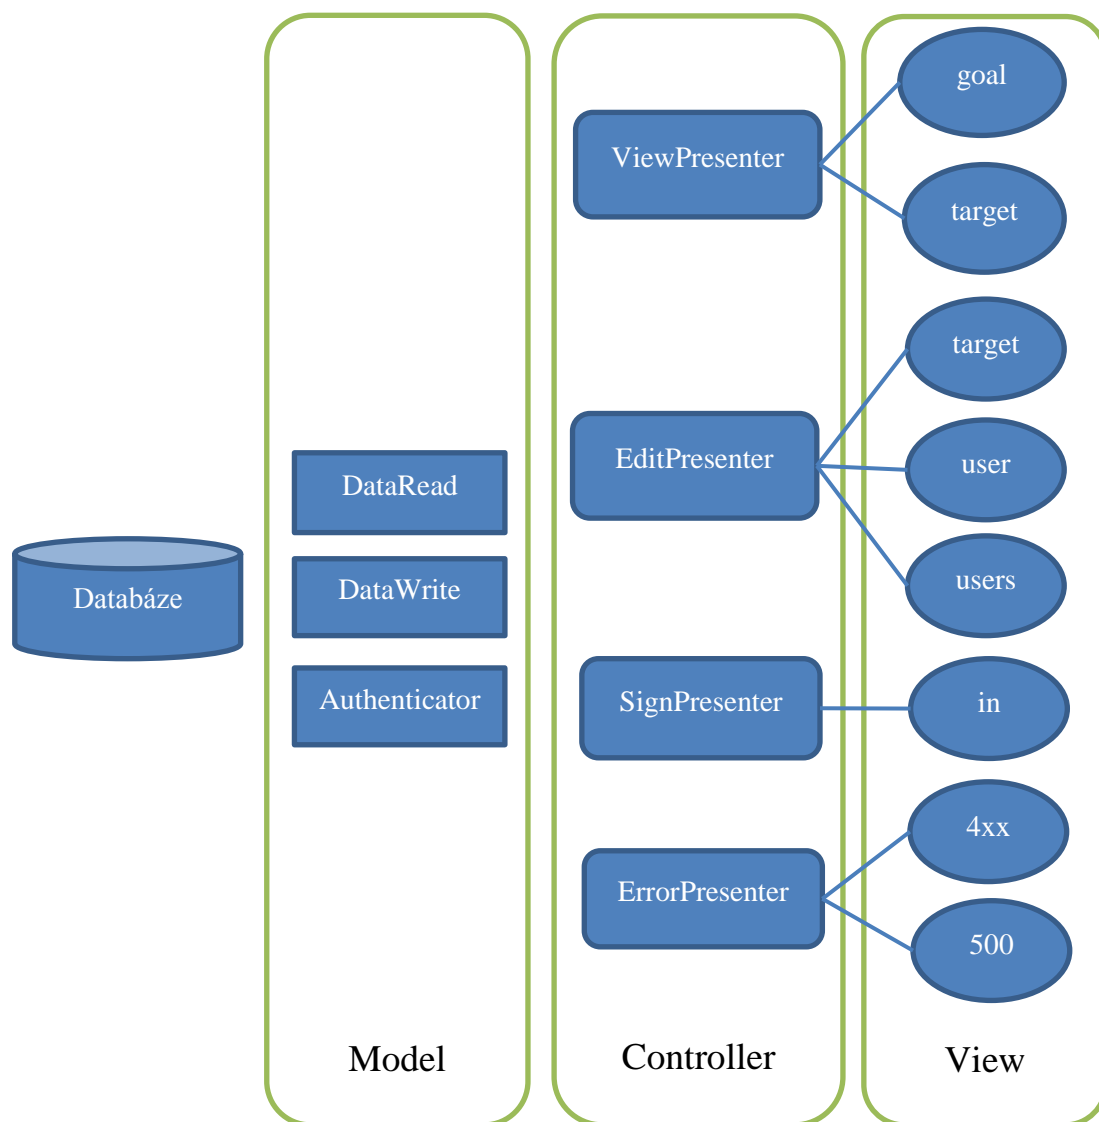 Databáze
DataRead
DataWrite
Authenticator
Model
ViewPresenter
EditPresenter
SignPresenter
ErrorPresenter
Controller
goal
target
target
user
users
in
4xx
500
View